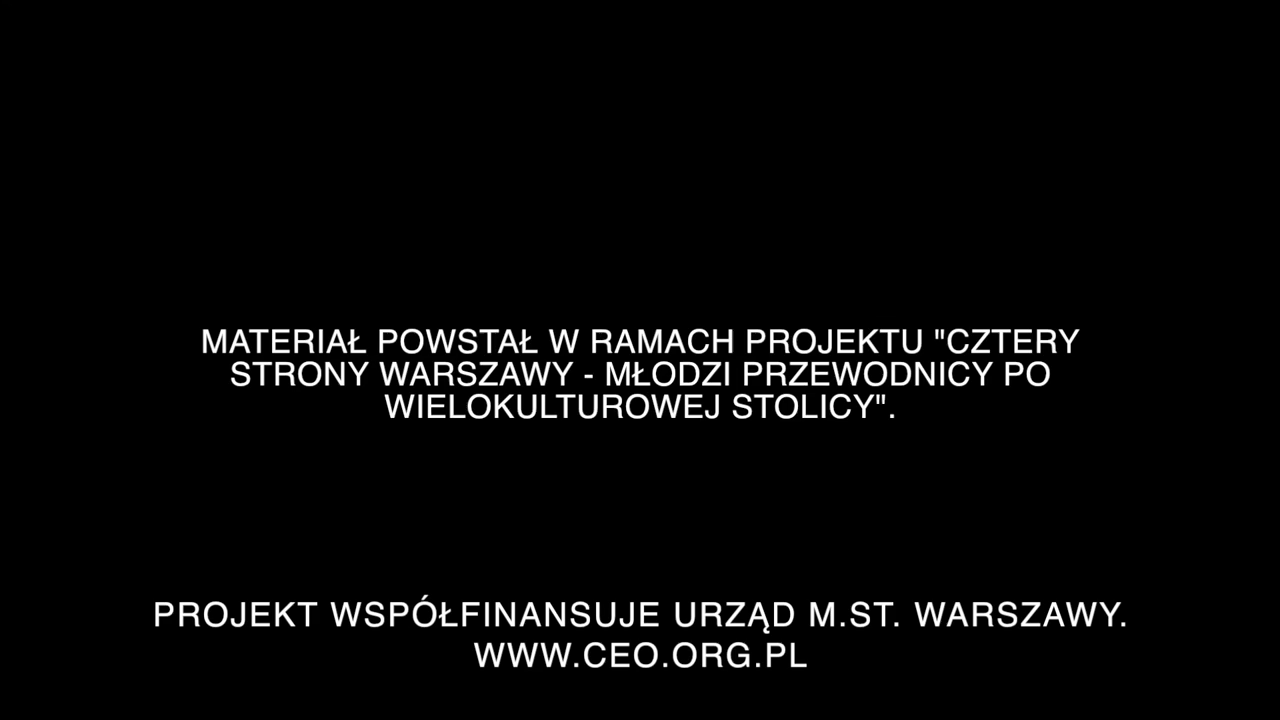 MATERIAŁ POWSTAŁ W RAMACH PROJEKTU "CZTERY
STRONY WARSZAWY - MŁODZI PRZEWODNICY PO
WIELOKULTUROWEJ STOLICY".
PROJEKT WSPÓŁFINANSUJE URZĄD M.ST. WARSZAWY.
WWW.CEO.ORG.PL